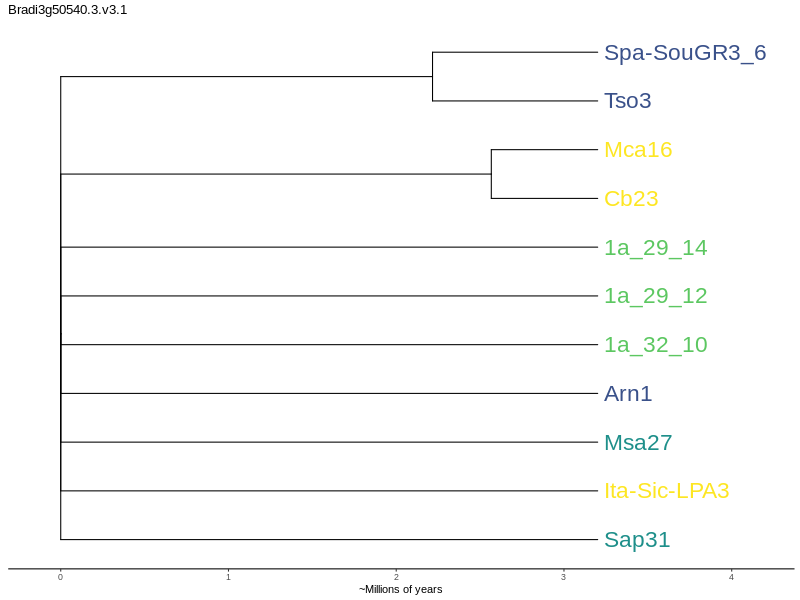 Bradi3g50540.3.v3.1
Spa-SouGR3_6
Tso3
Mca16
Cb23
1a_29_14
1a_29_12
1a_32_10
Arn1
Msa27
Ita-Sic-LPA3
Sap31
0 1 2 3 4
~Millions of years